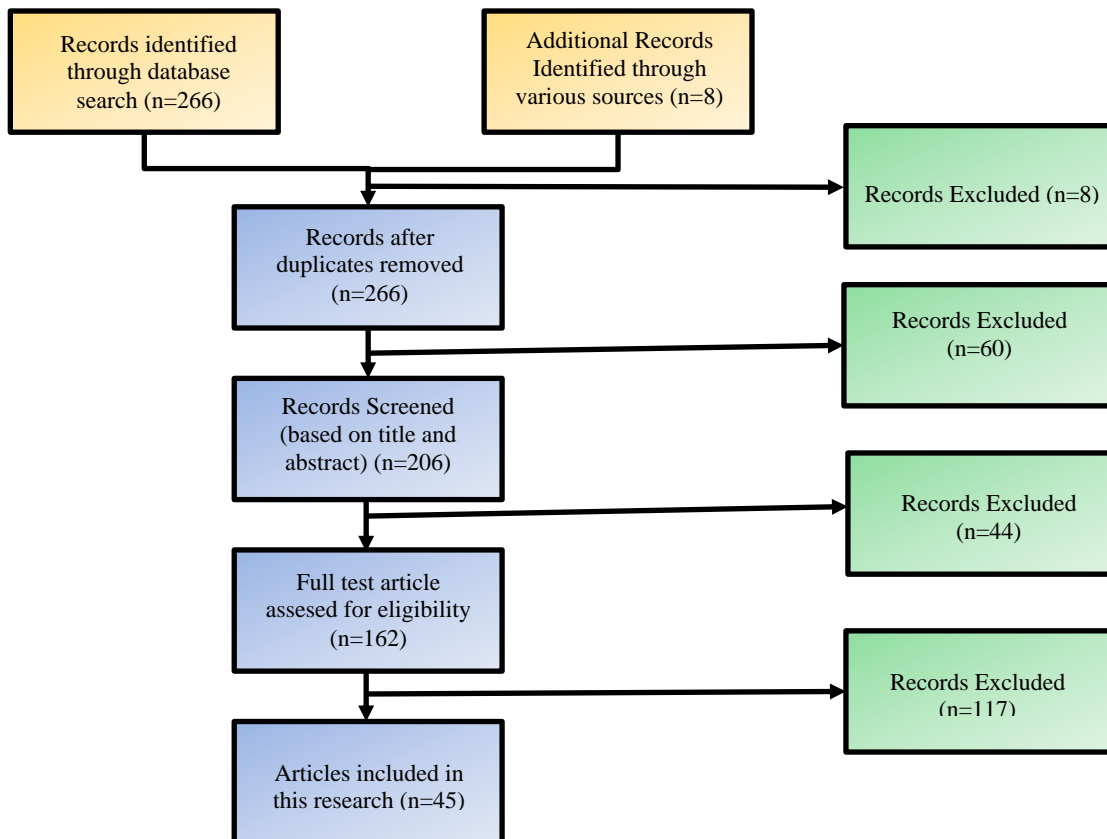 Records identified
through database
search (n=266)
Additional Records
Identified through
various sources (n=8)
Records Excluded (n=8)
Records after
duplicates removed
(n=266)
Records Excluded
(n=60)
Records Screened
(based on title and
abstract) (n=206)
Records Excluded
(n=44)
Full test article
assesed for eligibility
(n=162)
Records Excluded
(n=117)
Articles included in
this research (n=45)